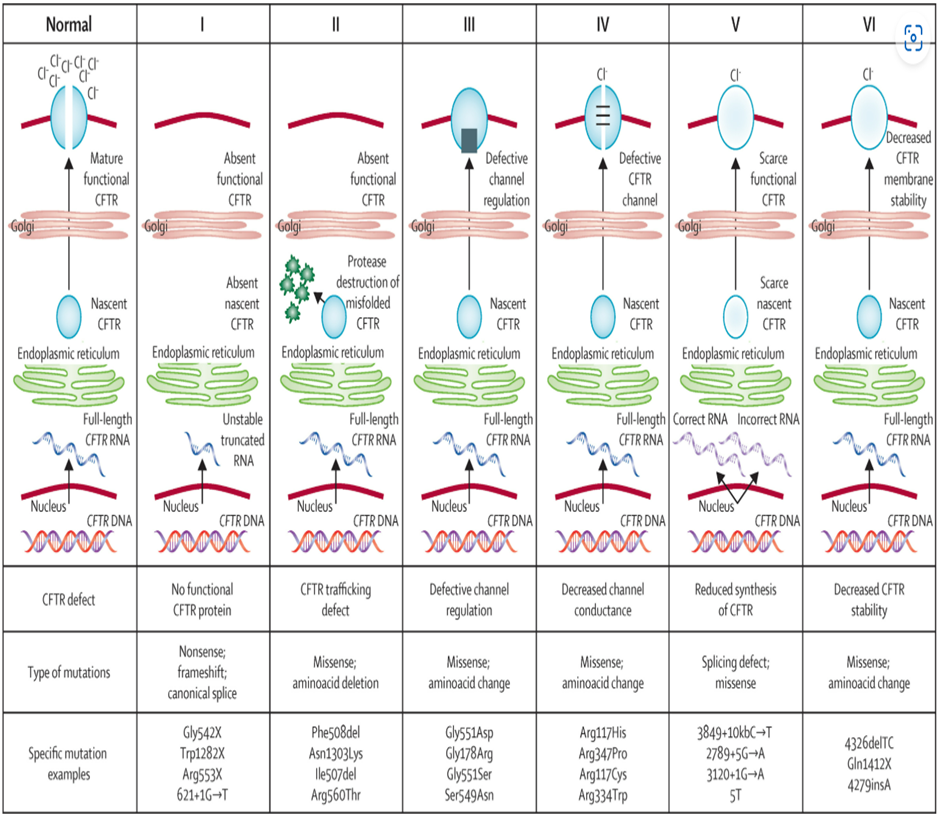 Normal
I
II
III
IV
V
VI
Cl- Cl- Cl- Cl- Cl-
Cl- Cl-
Cl-
Mature
functional
CFTR
Golgi
Nascent
CFTR
Endoplasmic reticulum
Full-length
CFTR RNA
Nucleus
CFTR DNA
Absent
functional
CFTR
Golgi
Absent
nascent
CFTR
Endoplasmic reticulum
Unstable
truncated
RNA
Nucleus
CFTR DNA
Absent
functional
CFTR
Golgi
Protease
destruction of
misfolded
CFTR
Endoplasmic reticulum
Full-length
CFTR RNA
Nucleus
CFTR DNA
Defective
channel
regulation
Golgi
Nascent
CFTR
Endoplasmic reticulum
Full-length
CFTR RNA
Nucleus
CFTR DNA
Cl-
Defective
CFTR
channel
Golgi
Nascent
CFTR
Endoplasmic reticulum
Full-length
CFTR RNA
Nucleus
CFTR DNA
Cl-
Scarce
functional
CFTR
Golgi
Scarce
nascent
CFTR
Endoplasmic reticulum
Correct RNA Incorrect RNA
Nucleus
CFTR DNA
Cl-
Decreased
CFTR
membrane
stability
Golgi
Nascent
CFTR
Endoplasmic reticulum
Full-length
CFTR RNA
Nucleus
CFTR DNA
CFTR defect
No functional
CFTR protein
CFTR trafficking
defect
Defective channel
regulation
Decreased channel
conductance
Reduced synthesis
of CFTR
Decreased CFTR
stability
Type of mutations
Nonsense;
frameshift;
canonical splice
Missense;
aminoacid deletion
Missense;
aminoacid change
Missense;
aminoacid change
Splicing defect;
missense
Missense;
aminoacid change
Specific mutation
examples
Gly542X
Trp1282X
Arg553X
621+1G→T
Phe508del
Asn1303Lys
Ile507del
Arg560Thr
Gly551Asp
Gly178Arg
Gly551Ser
Ser549Asn
Arg117His
Arg347Pro
Arg117Cys
Arg334Trp
3849+10kbC→T
2789+5G→A
3120+1G→A
5T
4326delTC
Gln1412X
4279insA